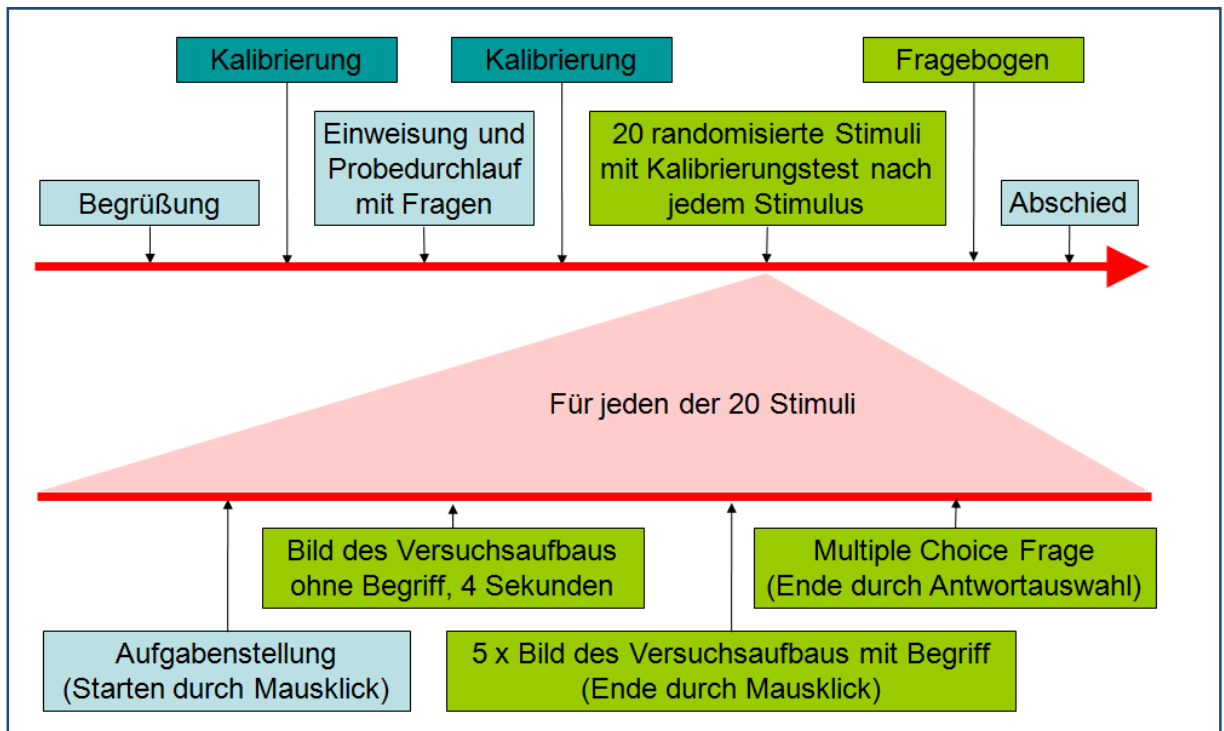 Kalibrierung
Kalibrierung
Fragebogen
Einweisung und
Probedurchlauf
mit Fragen
20 randomisierte Stimuli
mit Kalibrierungstest nach
jedem Stimulus
Begrüßung
Abschied
Für jeden der 20 Stimuli
Bild des Versuchsaufbaus
ohne Begriff, 4 Sekunden
Multiple Choice Frage
(Ende durch Antwortauswahl)
Aufgabenstellung
(Starten durch Mausklick)
5 x Bild des Versuchsaufbaus mit Begriff
(Ende durch Mausklick)